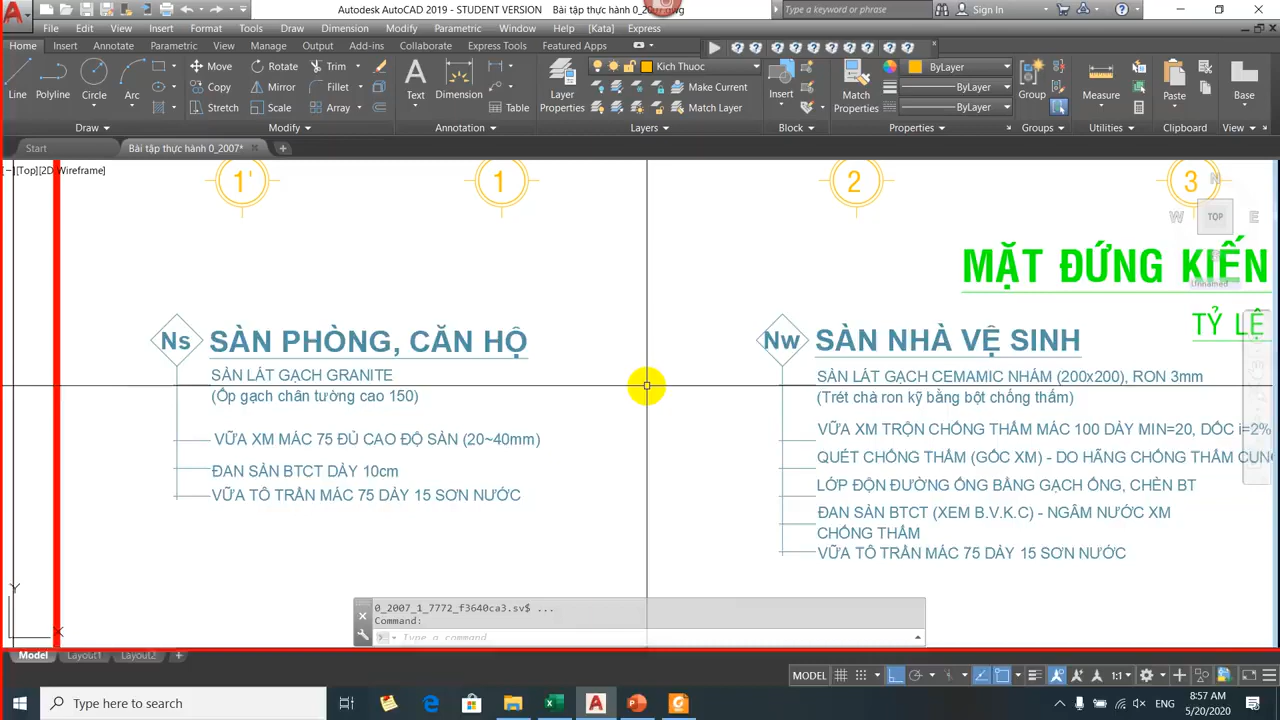 Autodesk AutoCAD 2019 - STUDENT VERSION
Type here keyword or phrase
Sign In
File Edit View Insert Format Tools Draw Dimension Modify Parametric Window Help [Kata] Express
Home Insert Annotate Parametric View Manage Output Add-ins Collaborate Express Tools Featured Apps
Line Polyline Circle Arc
Move Rotate Trim
Copy Mirror Fillet
Stretch Scale Array
Text Dimension Table
Layer Properties
Kich Thuoc
Make Current
Match Layer
Insert
Match Properties
ByLayer
ByLayer
ByLayer
Group Measure Paste Base
Draw Modify Annotation Layers Block Properties Groups Utilities Clipboard View
Start
Bài tập thực hành 0_2007*
[−][Top][2D Wireframe]
1' 1 2 3
N
W TOP E
Unnamed
MẶT ĐỨNG KIẾN
TỶ LỆ
Ns SÀN PHÒNG, CĂN HỘ
SÀN LÁT GẠCH GRANITE
(Ốp gạch chân tường cao 150)
VỮA XM MÁC 75 ĐỦ CAO ĐỘ SÀN (20~40mm)
ĐAN SÀN BTCT DÀY 10cm
VỮA TÔ TRẦN MÁC 75 DÀY 15 SƠN NƯỚC
Nw SÀN NHÀ VỆ SINH
SÀN LÁT GẠCH CEMAMIC NHÁM (200x200), RON 3mm
(Trét chà ron kỹ bằng bột chống thấm)
VỮA XM TRỘN CHỐNG THẤM MÁC 100 DÀY MIN=20, DỐC i=2%
QUÉT CHỐNG THẤM (GỐC XM) - DO HÃNG CHỐNG THẤM CUNG
LỚP ĐỘN ĐƯỜNG ỐNG BẰNG GẠCH ỐNG, CHÈN BT
ĐAN SÀN BTCT (XEM B.V.K.C) - NGÂM NƯỚC XM
CHỐNG THẤM
VỮA TÔ TRẦN MÁC 75 DÀY 15 SƠN NƯỚC
Y
X
0_2007_1_7772_f3640ca3.sv$ ...
Command:
Type a command
Model Layout1 Layout2 +
MODEL 1:1
Type here to search
ENG
8:57 AM
5/20/2020